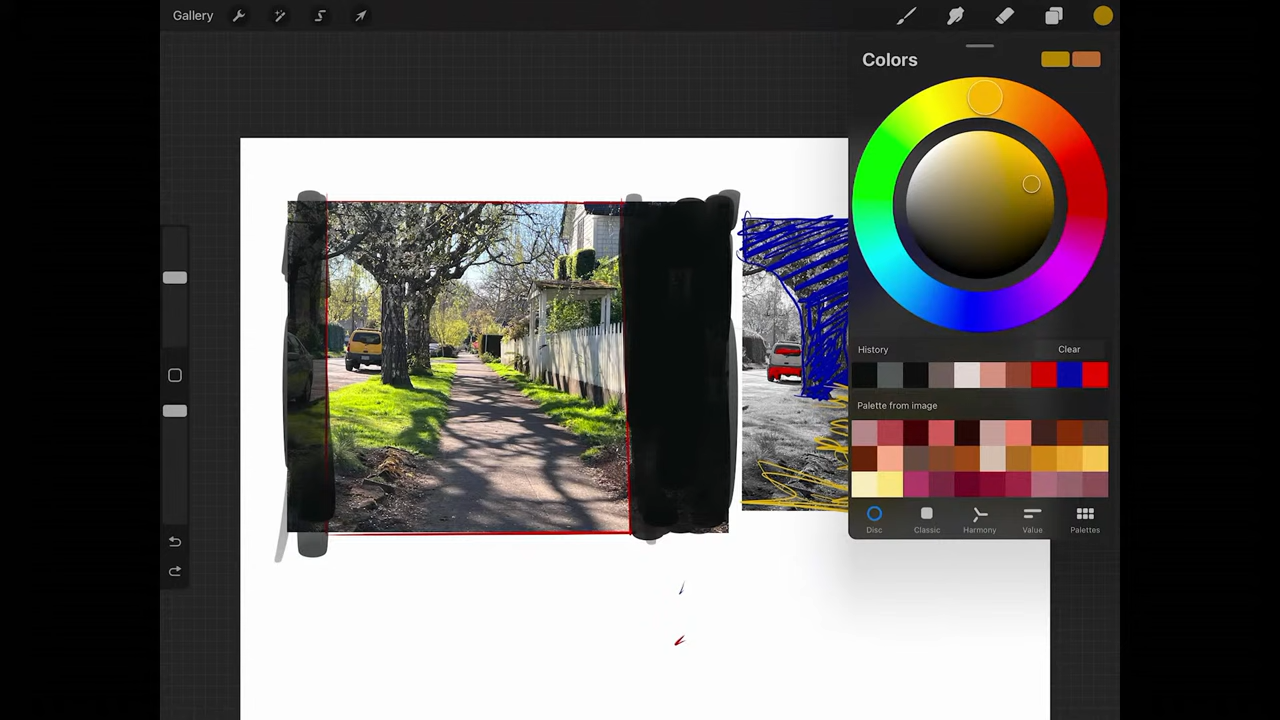 Gallery
Colors
History
Clear
Palette from image
Disc
Classic
Harmony
Value
Palettes